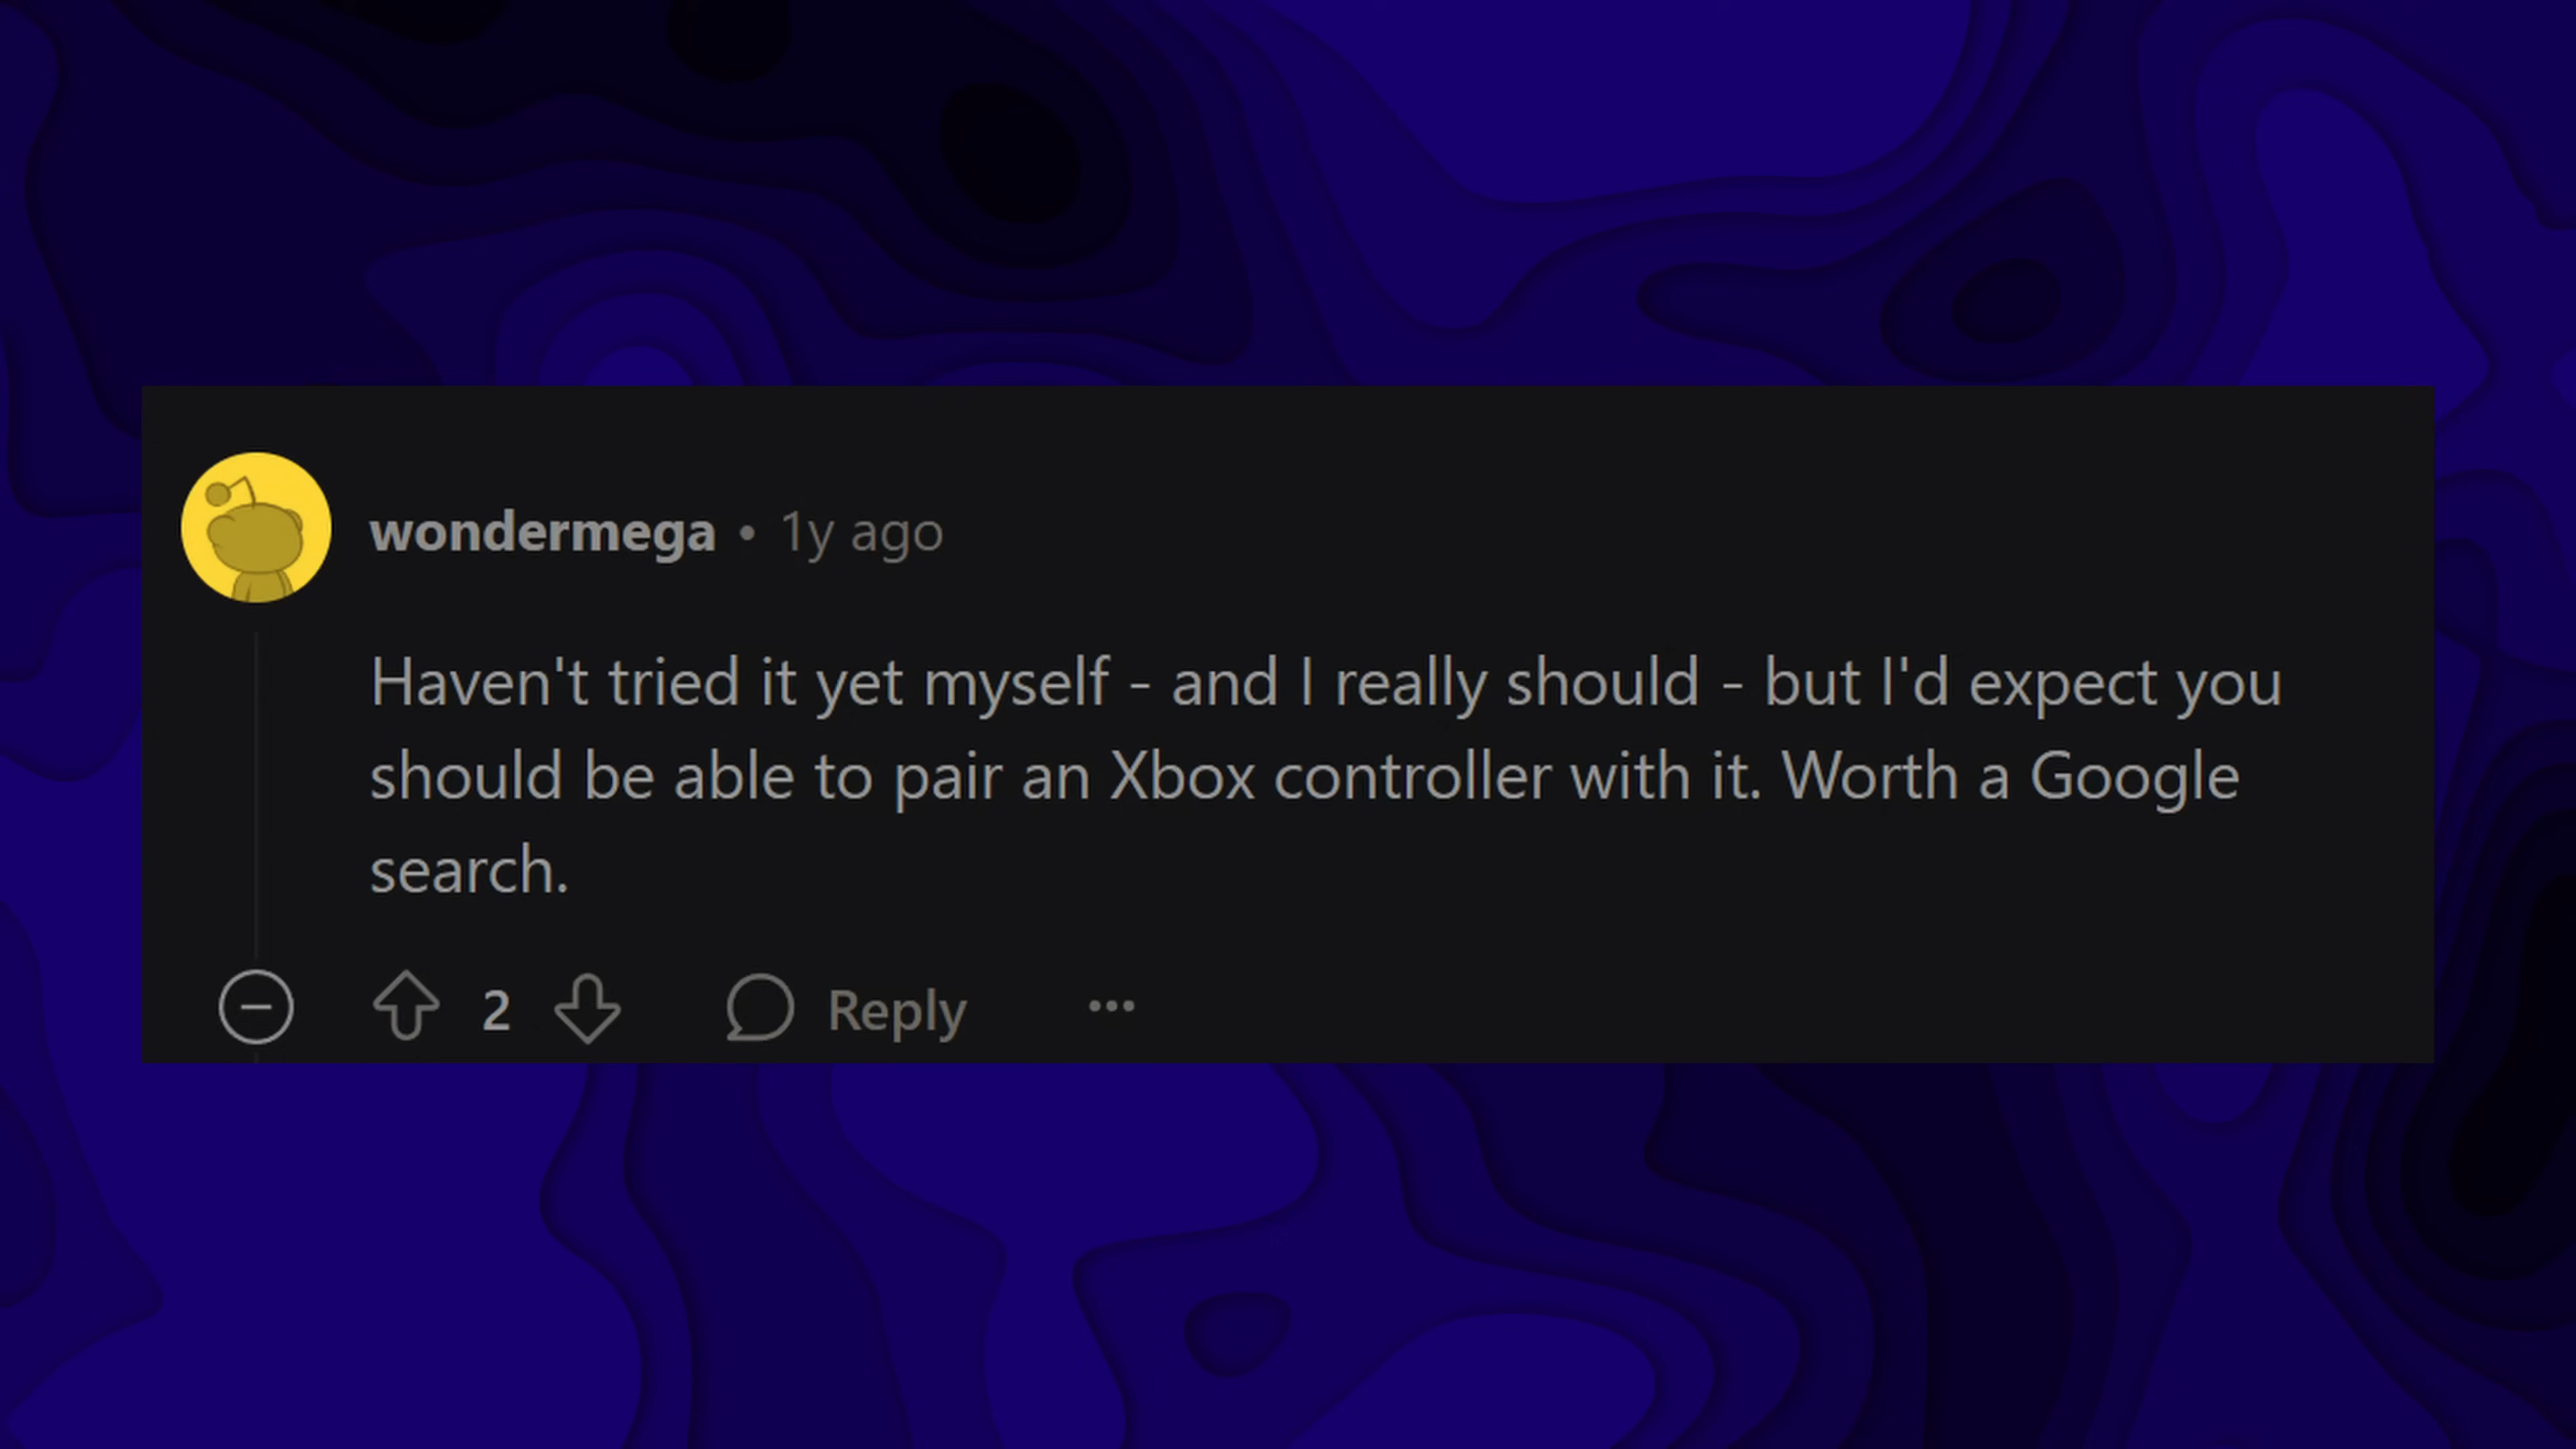 wondermega • 1y ago
Haven't tried it yet myself - and I really should - but I'd expect you
should be able to pair an Xbox controller with it. Worth a Google
search.
2 Reply